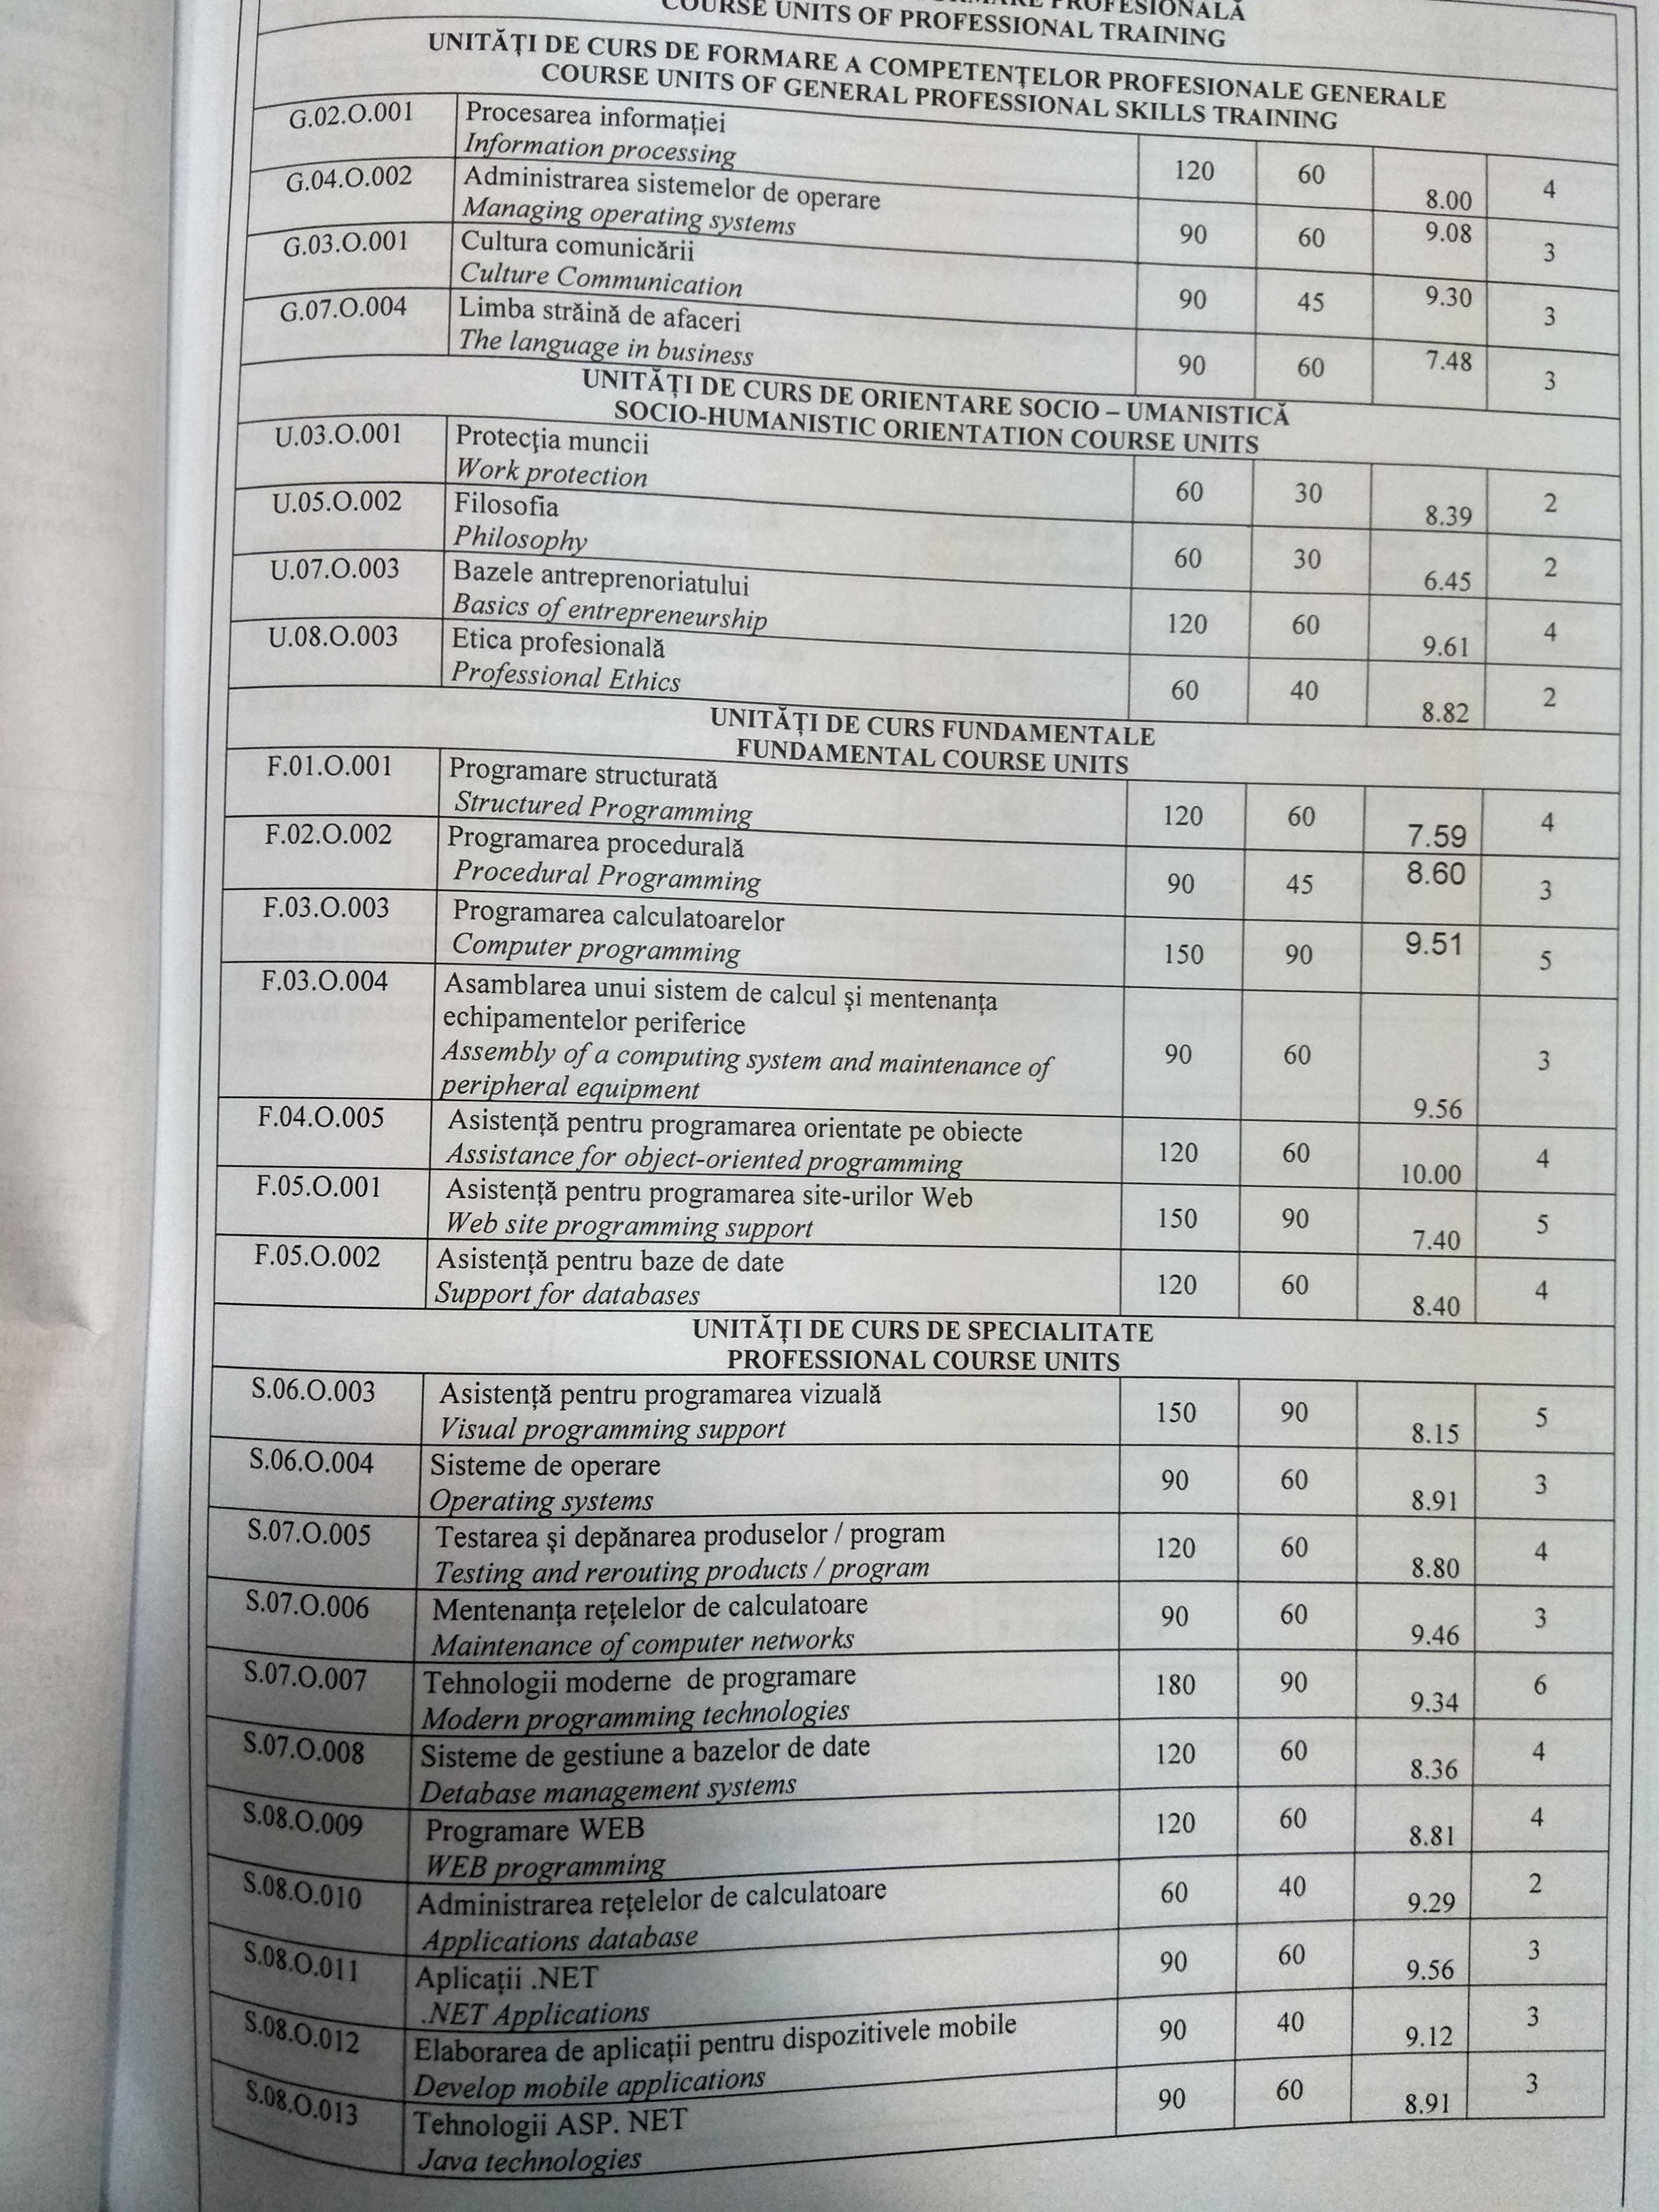 PROFESIONALĂ
COURSE UNITS OF PROFESSIONAL TRAINING
UNITĂȚI DE CURS DE FORMARE A COMPETENȚELOR PROFESIONALE GENERALE
COURSE UNITS OF GENERAL PROFESSIONAL SKILLS TRAINING
G.02.O.001 Procesarea informației 120 60 8.00 4
Information processing
G.04.O.002 Administrarea sistemelor de operare 90 60 9.08 3
Managing operating systems
G.03.O.001 Cultura comunicării 90 45 9.30 3
Culture Communication
G.07.O.004 Limba străină de afaceri 90 60 7.48 3
The language in business
UNITĂȚI DE CURS DE ORIENTARE SOCIO – UMANISTICĂ
SOCIO-HUMANISTIC ORIENTATION COURSE UNITS
U.03.O.001 Protecţia muncii 60 30 8.39 2
Work protection
U.05.O.002 Filosofia 60 30 6.45 2
Philosophy
U.07.O.003 Bazele antreprenoriatului 120 60 9.61 4
Basics of entrepreneurship
U.08.O.003 Etica profesională 60 40 8.82 2
Professional Ethics
UNITĂȚI DE CURS FUNDAMENTALE
FUNDAMENTAL COURSE UNITS
F.01.O.001 Programare structurată 120 60 7.59 4
Structured Programming
F.02.O.002 Programarea procedurală 90 45 8.60 3
Procedural Programming
F.03.O.003 Programarea calculatoarelor 150 90 9.51 5
Computer programming
F.03.O.004 Asamblarea unui sistem de calcul şi mentenanța
echipamentelor periferice 90 60 9.56 3
Assembly of a computing system and maintenance of
peripheral equipment
F.04.O.005 Asistență pentru programarea orientate pe obiecte 120 60 10.00 4
Assistance for object-oriented programming
F.05.O.001 Asistență pentru programarea site-urilor Web 150 90 7.40 5
Web site programming support
F.05.O.002 Asistență pentru baze de date 120 60 8.40 4
Support for databases
UNITĂȚI DE CURS DE SPECIALITATE
PROFESSIONAL COURSE UNITS
S.06.O.003 Asistență pentru programarea vizuală 150 90 8.15 5
Visual programming support
S.06.O.004 Sisteme de operare 90 60 8.91 3
Operating systems
S.07.O.005 Testarea şi depănarea produselor / program 120 60 8.80 4
Testing and rerouting products / program
S.07.O.006 Mentenanța rețelelor de calculatoare 90 60 9.46 3
Maintenance of computer networks
S.07.O.007 Tehnologii moderne de programare 180 90 9.34 6
Modern programming technologies
S.07.O.008 Sisteme de gestiune a bazelor de date 120 60 8.36 4
Detabase management systems
S.08.O.009 Programare WEB 120 60 8.81 4
WEB programming
S.08.O.010 Administrarea rețelelor de calculatoare 60 40 9.29 2
Applications database
S.08.O.011 Aplicații .NET 90 60 9.56 3
.NET Applications
S.08.O.012 Elaborarea de aplicații pentru dispozitivele mobile 90 40 9.12 3
Develop mobile applications
S.08.O.013 Tehnologii ASP. NET 90 60 8.91 3
Java technologies